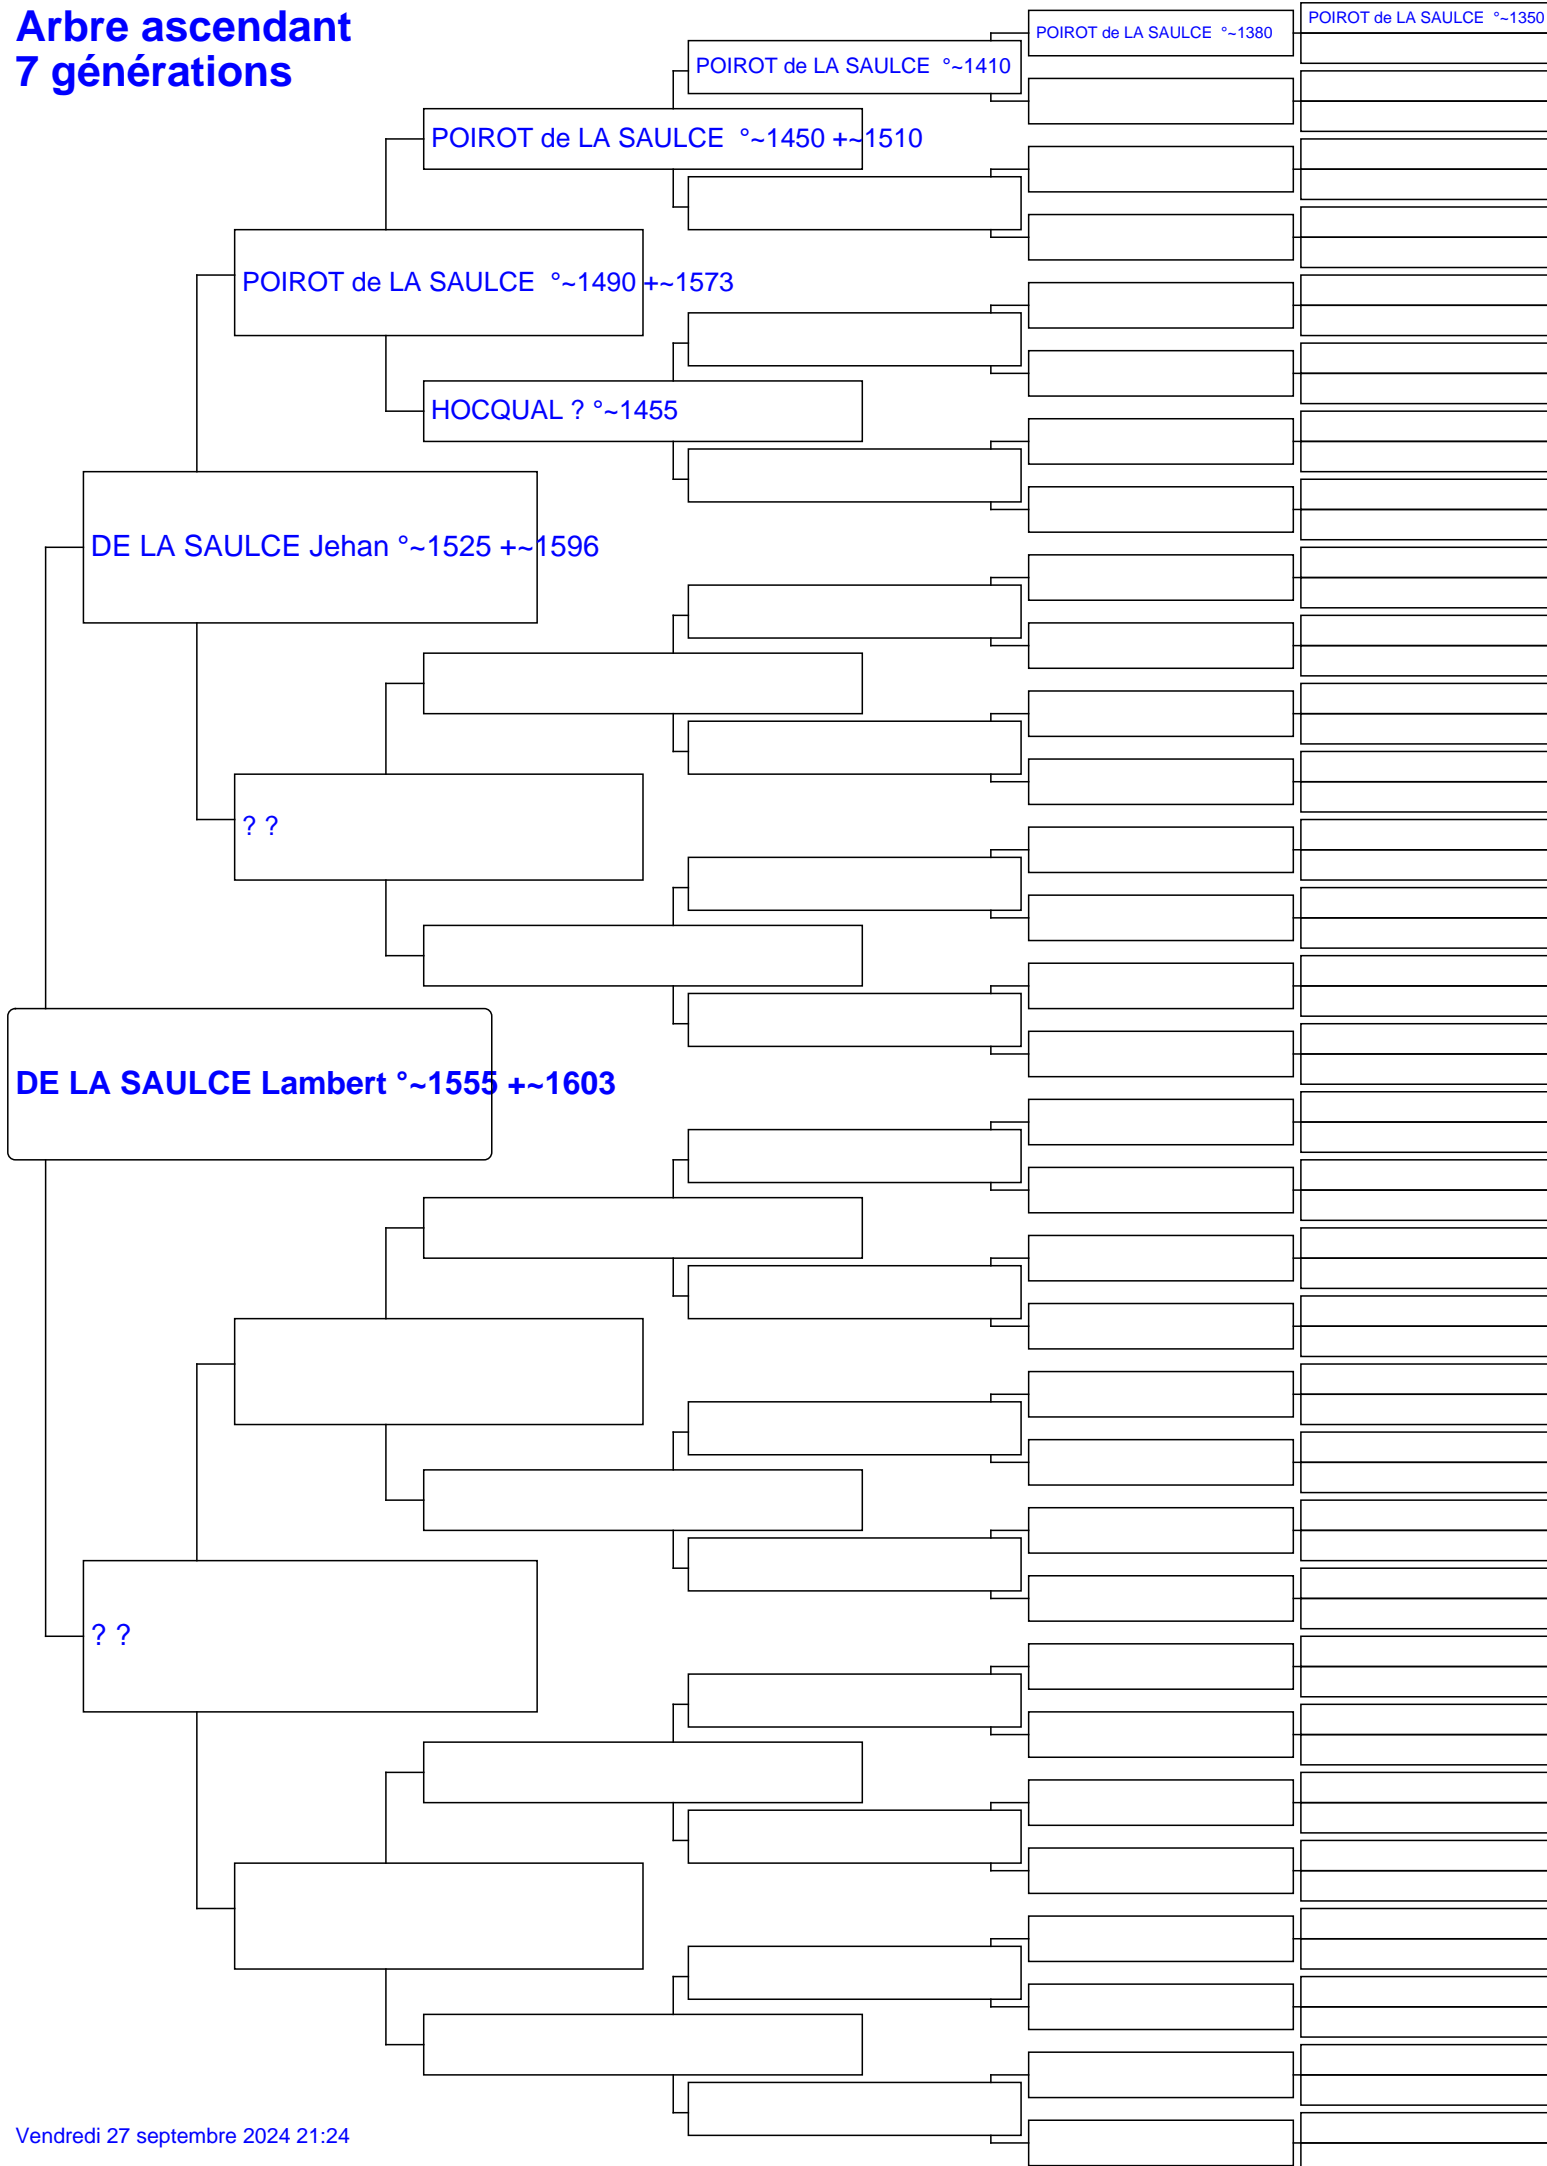 Arbre ascendant
7 générations
POIROT de LA SAULCE °~1350
POIROT de LA SAULCE °~1380
POIROT de LA SAULCE °~1410
POIROT de LA SAULCE °~1450 +~1510
POIROT de LA SAULCE °~1490 +~1573
HOCQUAL ? °~1455
DE LA SAULCE Jehan °~1525 +~1596
? ?
DE LA SAULCE Lambert °~1555 +~1603
? ?
Vendredi 27 septembre 2024 21:24